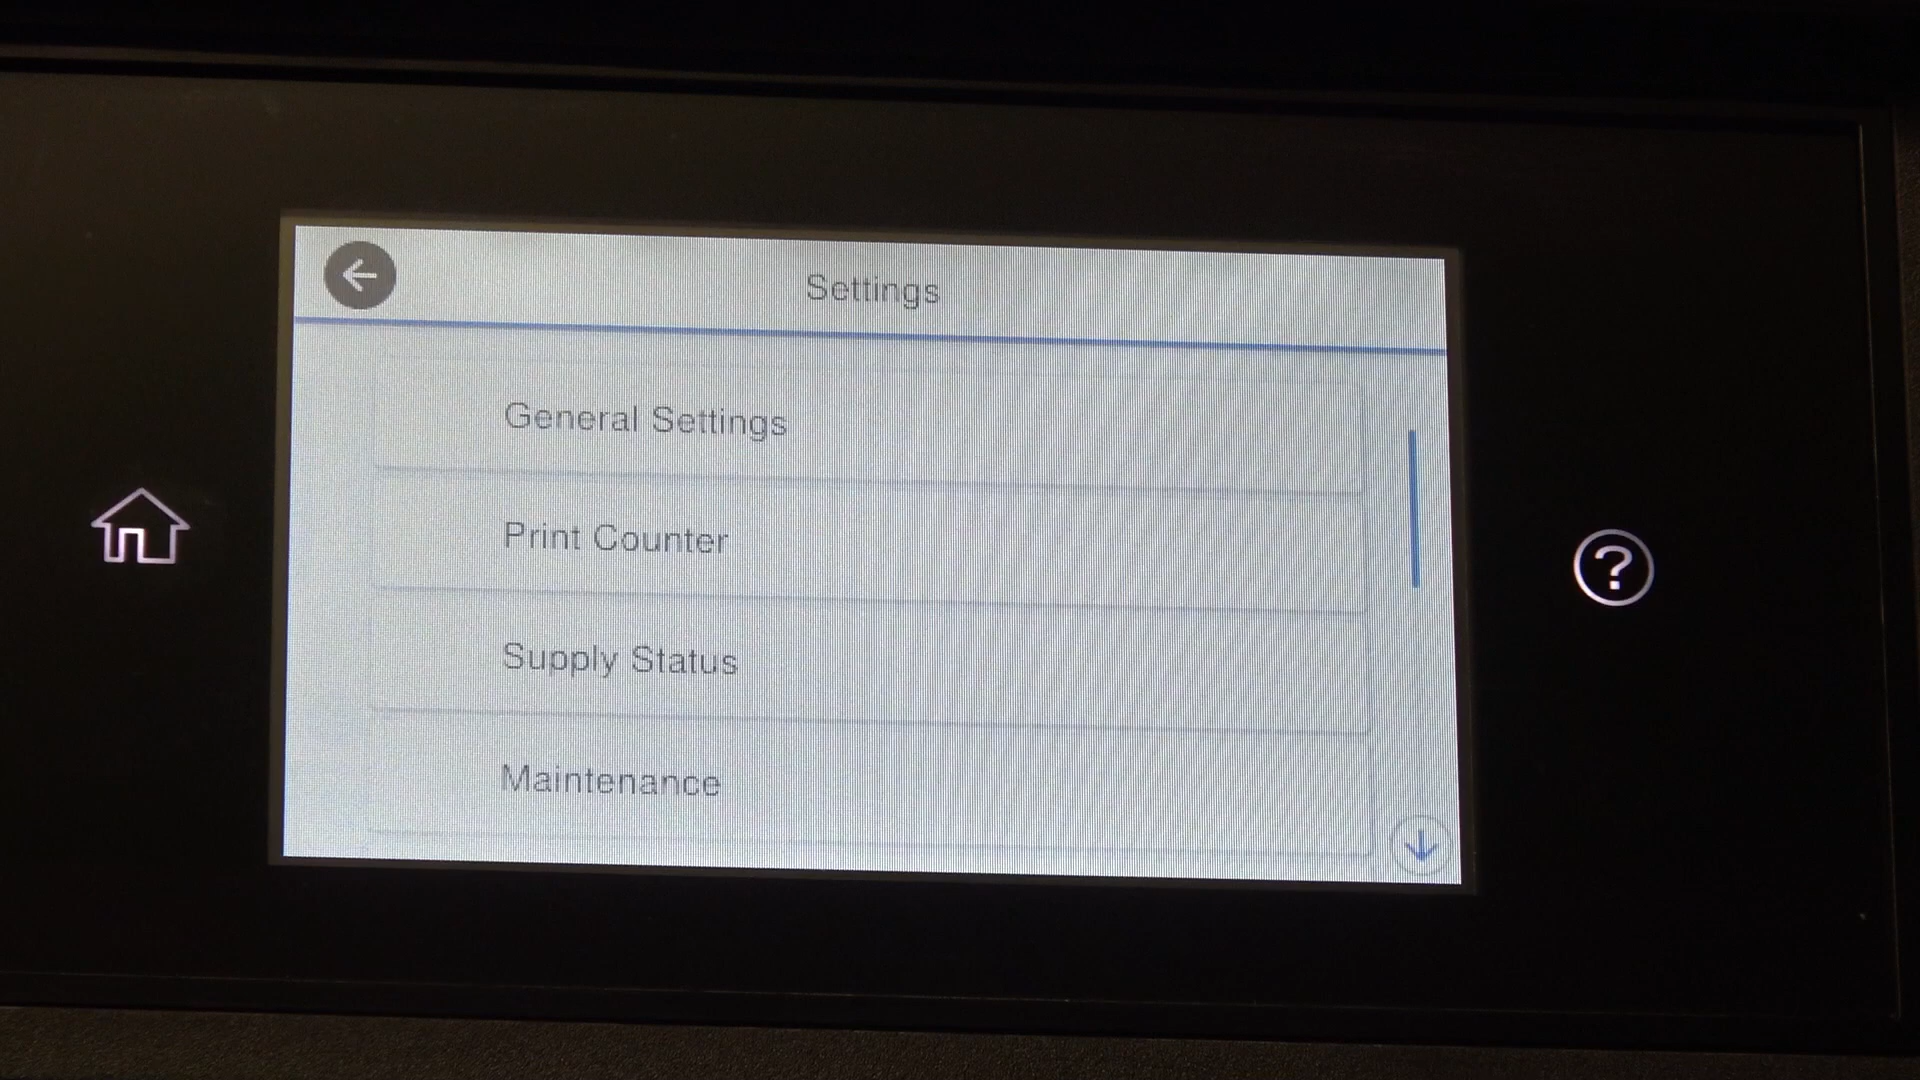 Settings
General Settings
Print Counter
Supply Status
Maintenance
?